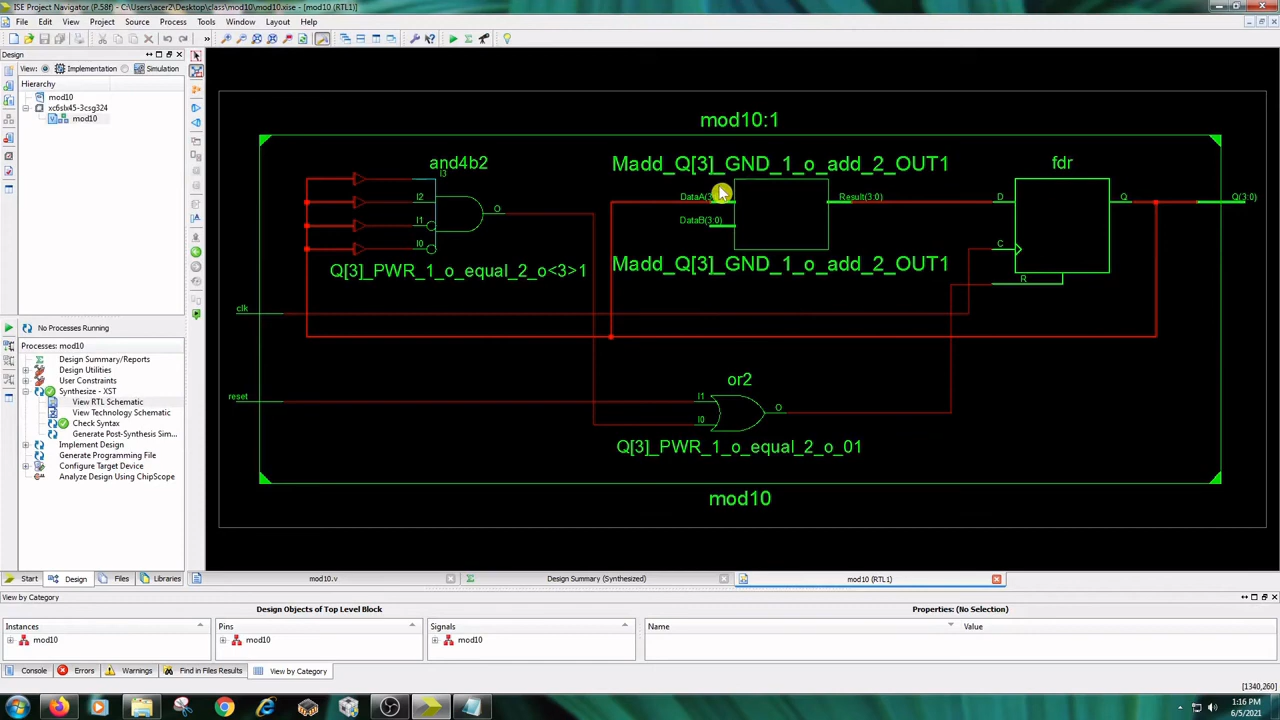 ISE Project Navigator (P.58f) - C:\Users\acer2\Desktop\class\mod10\mod10.xise - [mod10 (RTL1)]
File Edit View Project Source Process Tools Window Layout Help
Design
View: Implementation Simulation
Hierarchy
mod10
xc6slx45-3csg324
mod10
No Processes Running
Processes: mod10
Design Summary/Reports
Design Utilities
User Constraints
Synthesize - XST
View RTL Schematic
View Technology Schematic
Check Syntax
Generate Post-Synthesis Sim...
Implement Design
Generate Programming File
Configure Target Device
Analyze Design Using ChipScope
Start Design Files Libraries
mod10:1
and4b2
I3
I2
I1
I0
O
Q[3]_PWR_1_o_equal_2_o<3>1
Madd_Q[3]_GND_1_o_add_2_OUT1
DataA(3
DataB(3:0)
Result(3:0)
Madd_Q[3]_GND_1_o_add_2_OUT1
fdr
D
Q
C
R
Q(3:0)
clk
reset
or2
I1
I0
O
Q[3]_PWR_1_o_equal_2_o_01
mod10
mod10.v
Design Summary (Synthesized)
mod10 (RTL1)
View by Category
Design Objects of Top Level Block
Properties: (No Selection)
Instances
Pins
Signals
Name
Value
mod10
mod10
mod10
Console Errors Warnings Find in Files Results View by Category
[1340,260]
1:16 PM
6/5/2021